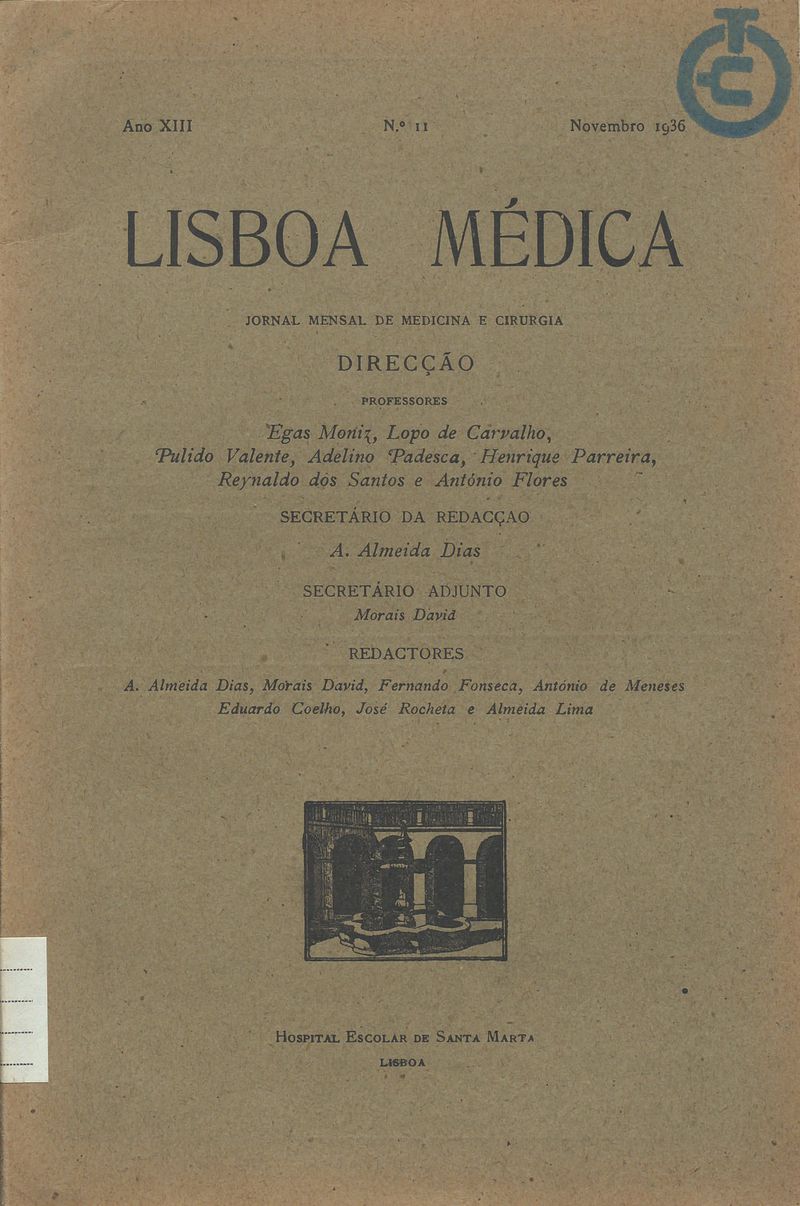 Ano XIII N.º 11 Novembro 1936
LISBOA MÉDICA
JORNAL MENSAL DE MEDICINA E CIRURGIA
DIRECÇÃO
PROFESSORES
Egas Moniz, Lopo de Carvalho,
Pulido Valente, Adelino Padesca, Henrique Parreira,
Reynaldo dos Santos e António Flores
SECRETÁRIO DA REDACÇAO
A. Almeida Dias
SECRETÁRIO ADJUNTO
Morais David
REDACTORES
A. Almeida Dias, Morais David, Fernando Fonseca, António de Meneses
Eduardo Coelho, José Rocheta e Almeida Lima
HOSPITAL ESCOLAR DE SANTA MARTA
LISBOA